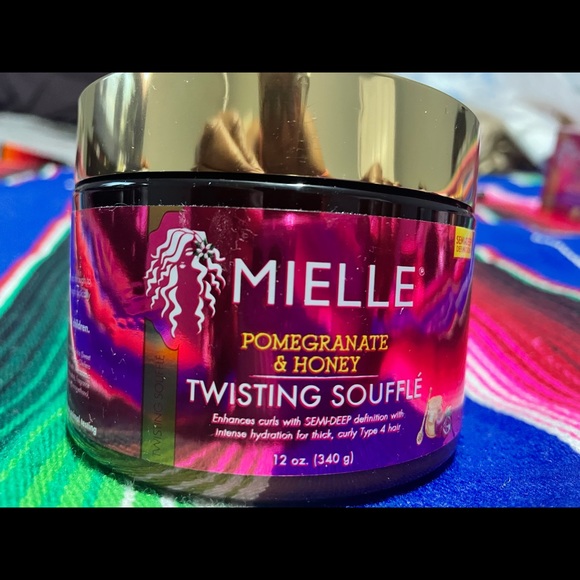 MIELLE®
POMEGRANATE
& HONEY
TWISTING SOUFFLÉ
Enhances curls with SEMI-DEEP definition with
intense hydration for thick, curly Type 4 hair
12 oz. (340 g)
children.